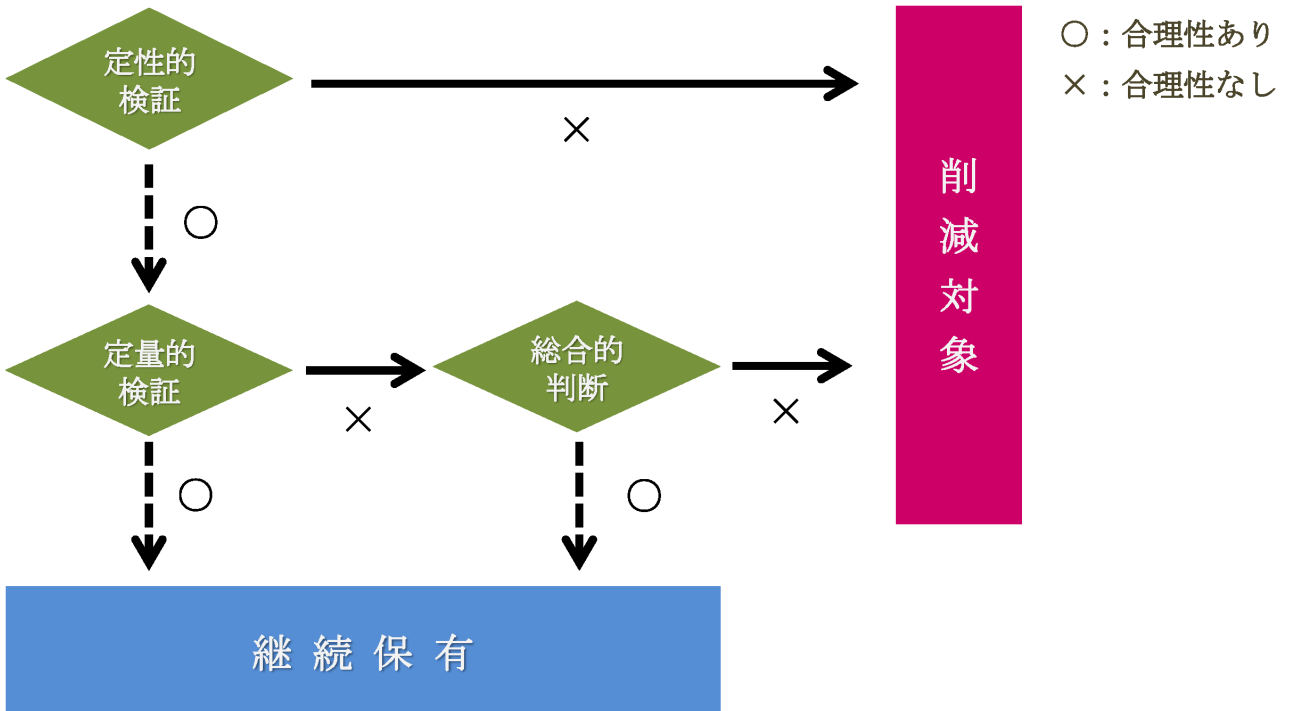 定性的
検証
×
○：合理性あり
×：合理性なし
○
定量的
検証
×
総合的
判断
×
削減対象
○
○
継続保有